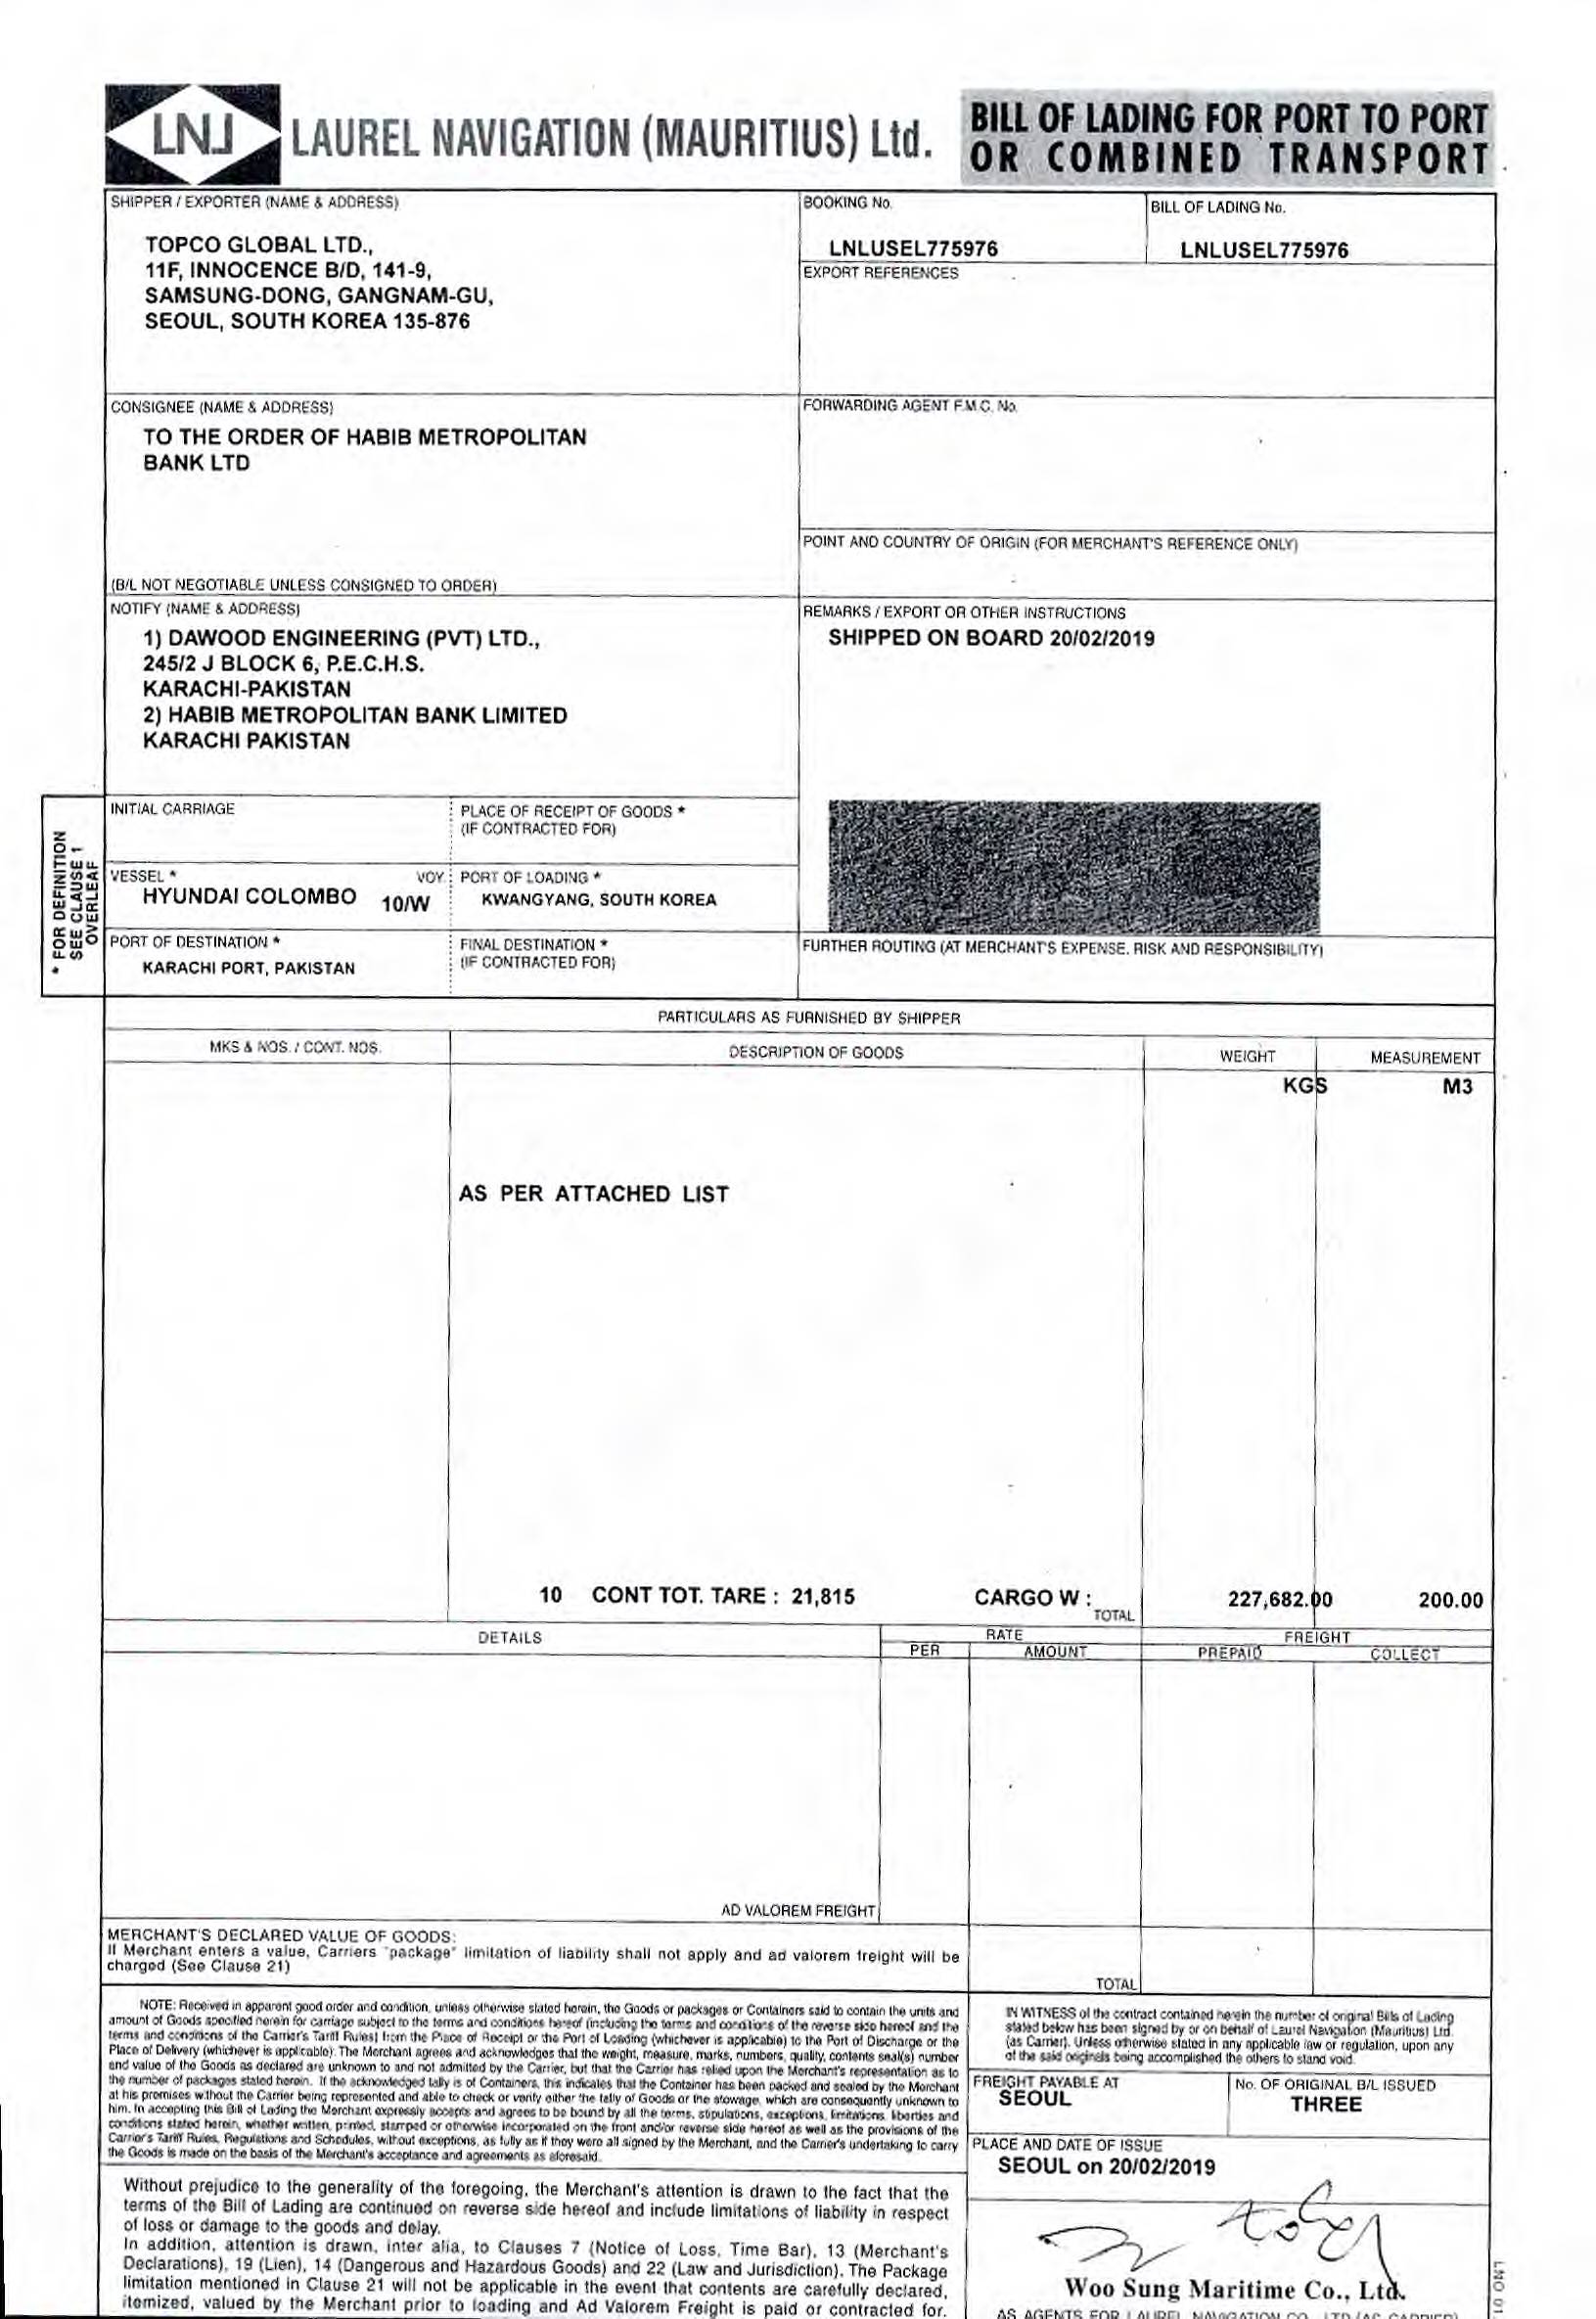 LNJ LAUREL NAVIGATION (MAURITIUS) Ltd.
BILL OF LADING FOR PORT TO PORT
OR COMBINED TRANSPORT
SHIPPER / EXPORTER (NAME & ADDRESS)
TOPCO GLOBAL LTD.,
11F, INNOCENCE B/D, 141-9,
SAMSUNG-DONG, GANGNAM-GU,
SEOUL, SOUTH KOREA 135-876
BOOKING No.
LNLUSEL775976
BILL OF LADING No.
LNLUSEL775976
EXPORT REFERENCES
CONSIGNEE (NAME & ADDRESS)
TO THE ORDER OF HABIB METROPOLITAN
BANK LTD
(B/L NOT NEGOTIABLE UNLESS CONSIGNED TO ORDER)
FORWARDING AGENT F.M.C. No.
POINT AND COUNTRY OF ORIGIN (FOR MERCHANT'S REFERENCE ONLY)
NOTIFY (NAME & ADDRESS)
1) DAWOOD ENGINEERING (PVT) LTD.,
245/2 J BLOCK 6, P.E.C.H.S.
KARACHI-PAKISTAN
2) HABIB METROPOLITAN BANK LIMITED
KARACHI PAKISTAN
REMARKS / EXPORT OR OTHER INSTRUCTIONS
SHIPPED ON BOARD 20/02/2019
* FOR DEFINITION
SEE CLAUSE 1
OVERLEAF
INITIAL CARRIAGE
PLACE OF RECEIPT OF GOODS *
(IF CONTRACTED FOR)
VESSEL * VOY.
HYUNDAI COLOMBO 10/W
PORT OF LOADING *
KWANGYANG, SOUTH KOREA
PORT OF DESTINATION *
KARACHI PORT, PAKISTAN
FINAL DESTINATION *
(IF CONTRACTED FOR)
FURTHER ROUTING (AT MERCHANT'S EXPENSE, RISK AND RESPONSIBILITY)
PARTICULARS AS FURNISHED BY SHIPPER
MKS & NOS. / CONT. NOS. DESCRIPTION OF GOODS WEIGHT MEASUREMENT
KGS M3
AS PER ATTACHED LIST
10 CONT TOT. TARE : 21,815 CARGO W : 227,682.00 200.00
TOTAL
DETAILS RATE FREIGHT
PER AMOUNT PREPAID COLLECT
AD VALOREM FREIGHT
MERCHANT'S DECLARED VALUE OF GOODS:
If Merchant enters a value, Carriers "package" limitation of liability shall not apply and ad valorem freight will be
charged (See Clause 21)
TOTAL
NOTE: Received in apparent good order and condition, unless otherwise stated herein, the Goods or packages or Containers said to contain the units and
amount of Goods specified herein for carriage subject to the terms and conditions hereof (including the terms and conditions of the reverse side hereof and the
terms and conditions of the Carrier's Tariff Rules) from the Place of Receipt or the Port of Loading (whichever is applicable) to the Port of Discharge or the
Place of Delivery (whichever is applicable). The Merchant agrees and acknowledges that the weight, measure, marks, numbers, quality, contents seal(s) number
and value of the Goods as declared are unknown to and not admitted by the Carrier, but that the Carrier has relied upon the Merchant's representation as to
the number of packages stated herein. If the acknowledged tally is of Containers, this indicates that the Container has been packed and sealed by the Merchant
at his premises without the Carrier being represented and able to check or verify either the tally of Goods or the stowage, which are consequently unknown to
him. In accepting this Bill of Lading the Merchant expressly accepts and agrees to be bound by all the terms, stipulations, exceptions, limitations, liberties and
conditions stated herein, whether written, printed, stamped or otherwise incorporated on the front and/or reverse side hereof as well as the provisions of the
Carrier's Tariff Rules, Regulations and Schedules, without exceptions, as fully as if they were all signed by the Merchant, and the Carrier's undertaking to carry
the Goods is made on the basis of the Merchant's acceptance and agreements as aforesaid.
Without prejudice to the generality of the foregoing, the Merchant's attention is drawn to the fact that the
terms of the Bill of Lading are continued on reverse side hereof and include limitations of liability in respect
of loss or damage to the goods and delay.
In addition, attention is drawn, inter alia, to Clauses 7 (Notice of Loss, Time Bar), 13 (Merchant's
Declarations), 19 (Lien), 14 (Dangerous and Hazardous Goods) and 22 (Law and Jurisdiction). The Package
limitation mentioned in Clause 21 will not be applicable in the event that contents are carefully declared,
itemized, valued by the Merchant prior to loading and Ad Valorem Freight is paid or contracted for.
IN WITNESS of the contract contained herein the number of original Bills of Lading
stated below has been signed by or on behalf of Laurel Navigation (Mauritius) Ltd.
(as Carrier). Unless otherwise stated in any applicable law or regulation, upon any
of the said originals being accomplished the others to stand void.
FREIGHT PAYABLE AT
SEOUL
No. OF ORIGINAL B/L ISSUED
THREE
PLACE AND DATE OF ISSUE
SEOUL on 20/02/2019
Woo Sung Maritime Co., Ltd.
AS AGENTS FOR LAUREL NAVIGATION CO., LTD (AS CARRIER)
LNO 01